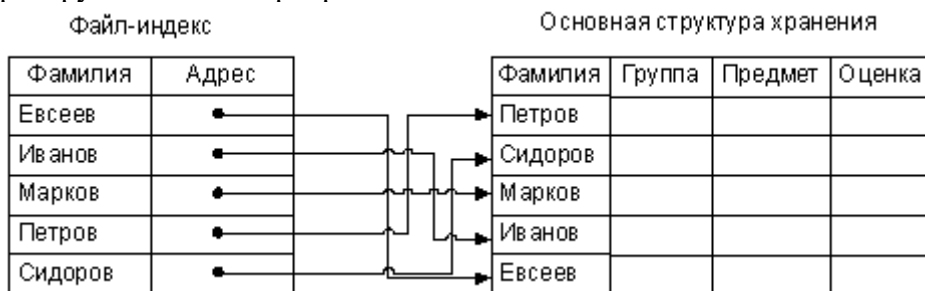 Файл-индекс
Основная структура хранения
Фамилия Адрес
Фамилия Группа Предмет Оценка
Евсеев
Петров
Иванов
Сидоров
Марков
Марков
Петров
Иванов
Сидоров
Евсеев